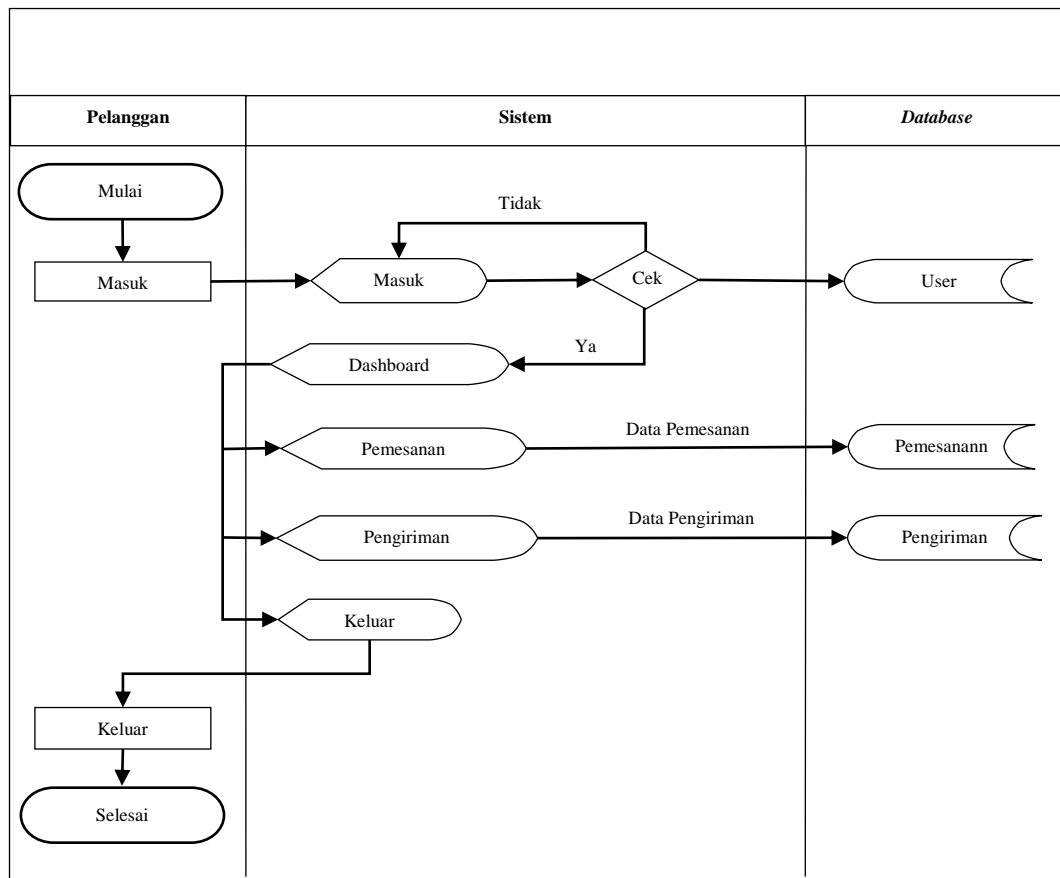 Pelanggan
Sistem
Database
Mulai
Tidak
Masuk
Masuk
Cek
User
Ya
Dashboard
Data Pemesanan
Pemesanan
Pemesanann
Data Pengiriman
Pengiriman
Pengiriman
Keluar
Keluar
Selesai